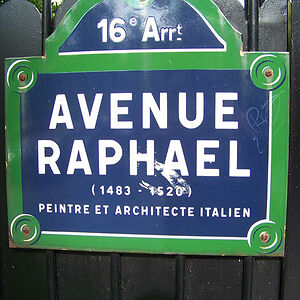 16e Arrt
AVENUE
RAPHAEL
(1483 - 1520)
PEINTRE ET ARCHITECTE ITALIEN